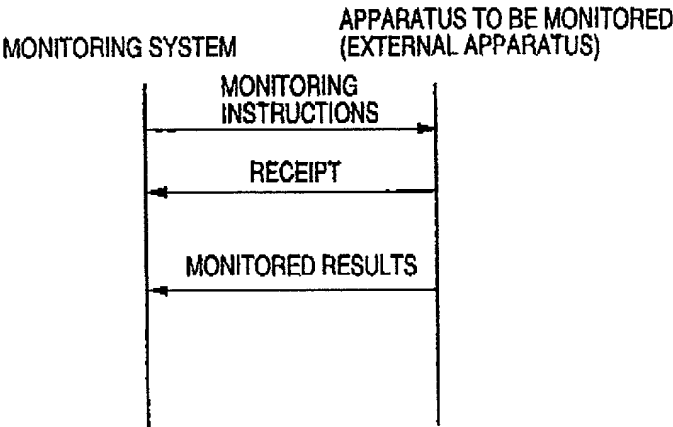 APPARATUS TO BE MONITORED
(EXTERNAL APPARATUS)
MONITORING SYSTEM
MONITORING
INSTRUCTIONS
RECEIPT
MONITORED RESULTS